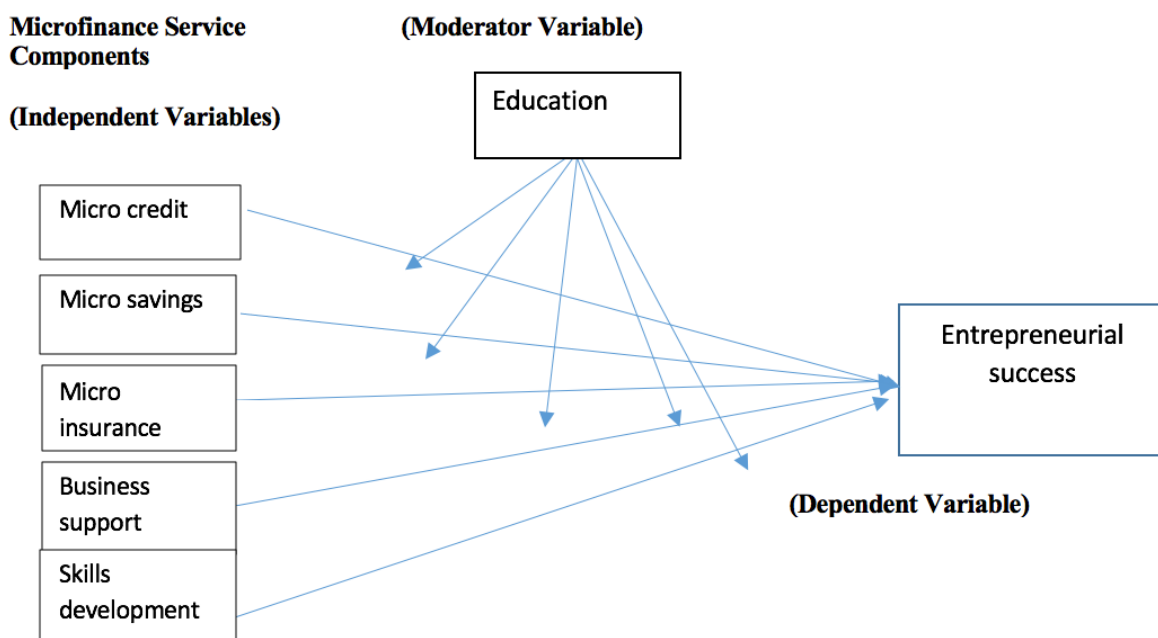 Microfinance Service
Components
(Independent Variables)
(Moderator Variable)
Education
Micro credit
Micro savings
Micro
insurance
Business
support
Skills
development
Entrepreneurial
success
(Dependent Variable)